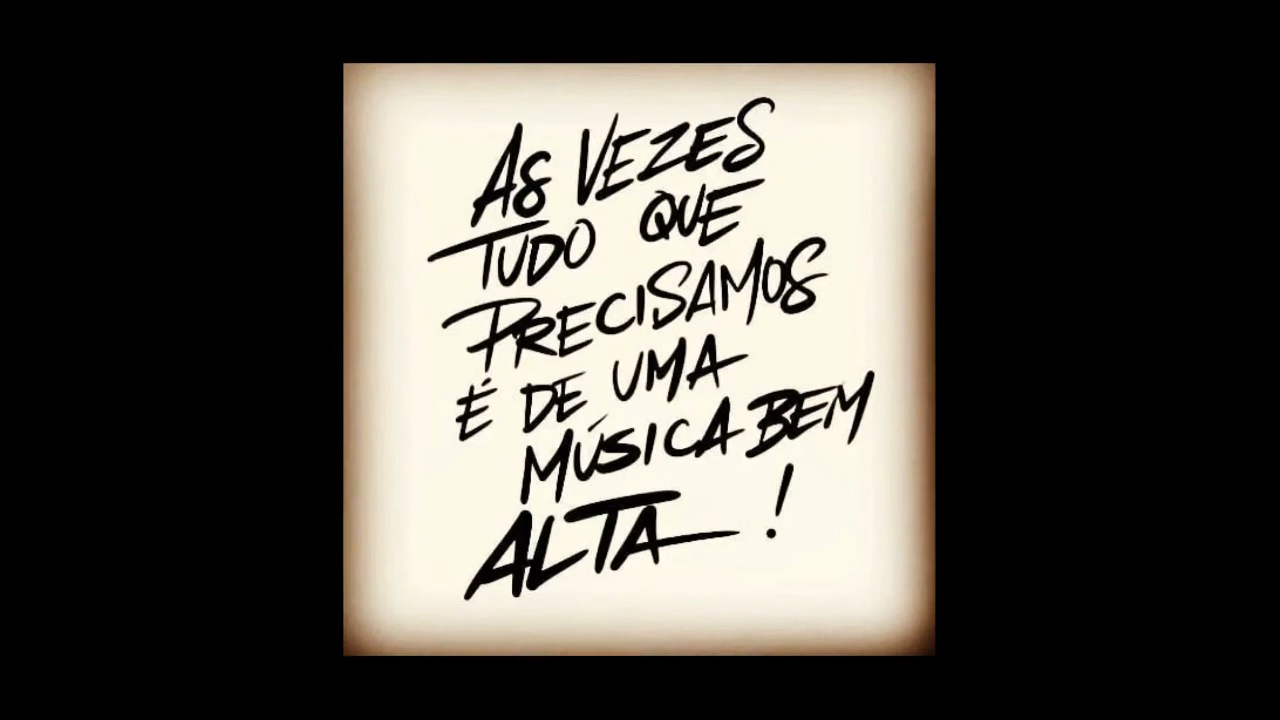 AS VEZES
TUDO QUE
PRECISAMOS
É DE UMA
MÚSICA BEM
ALTA !